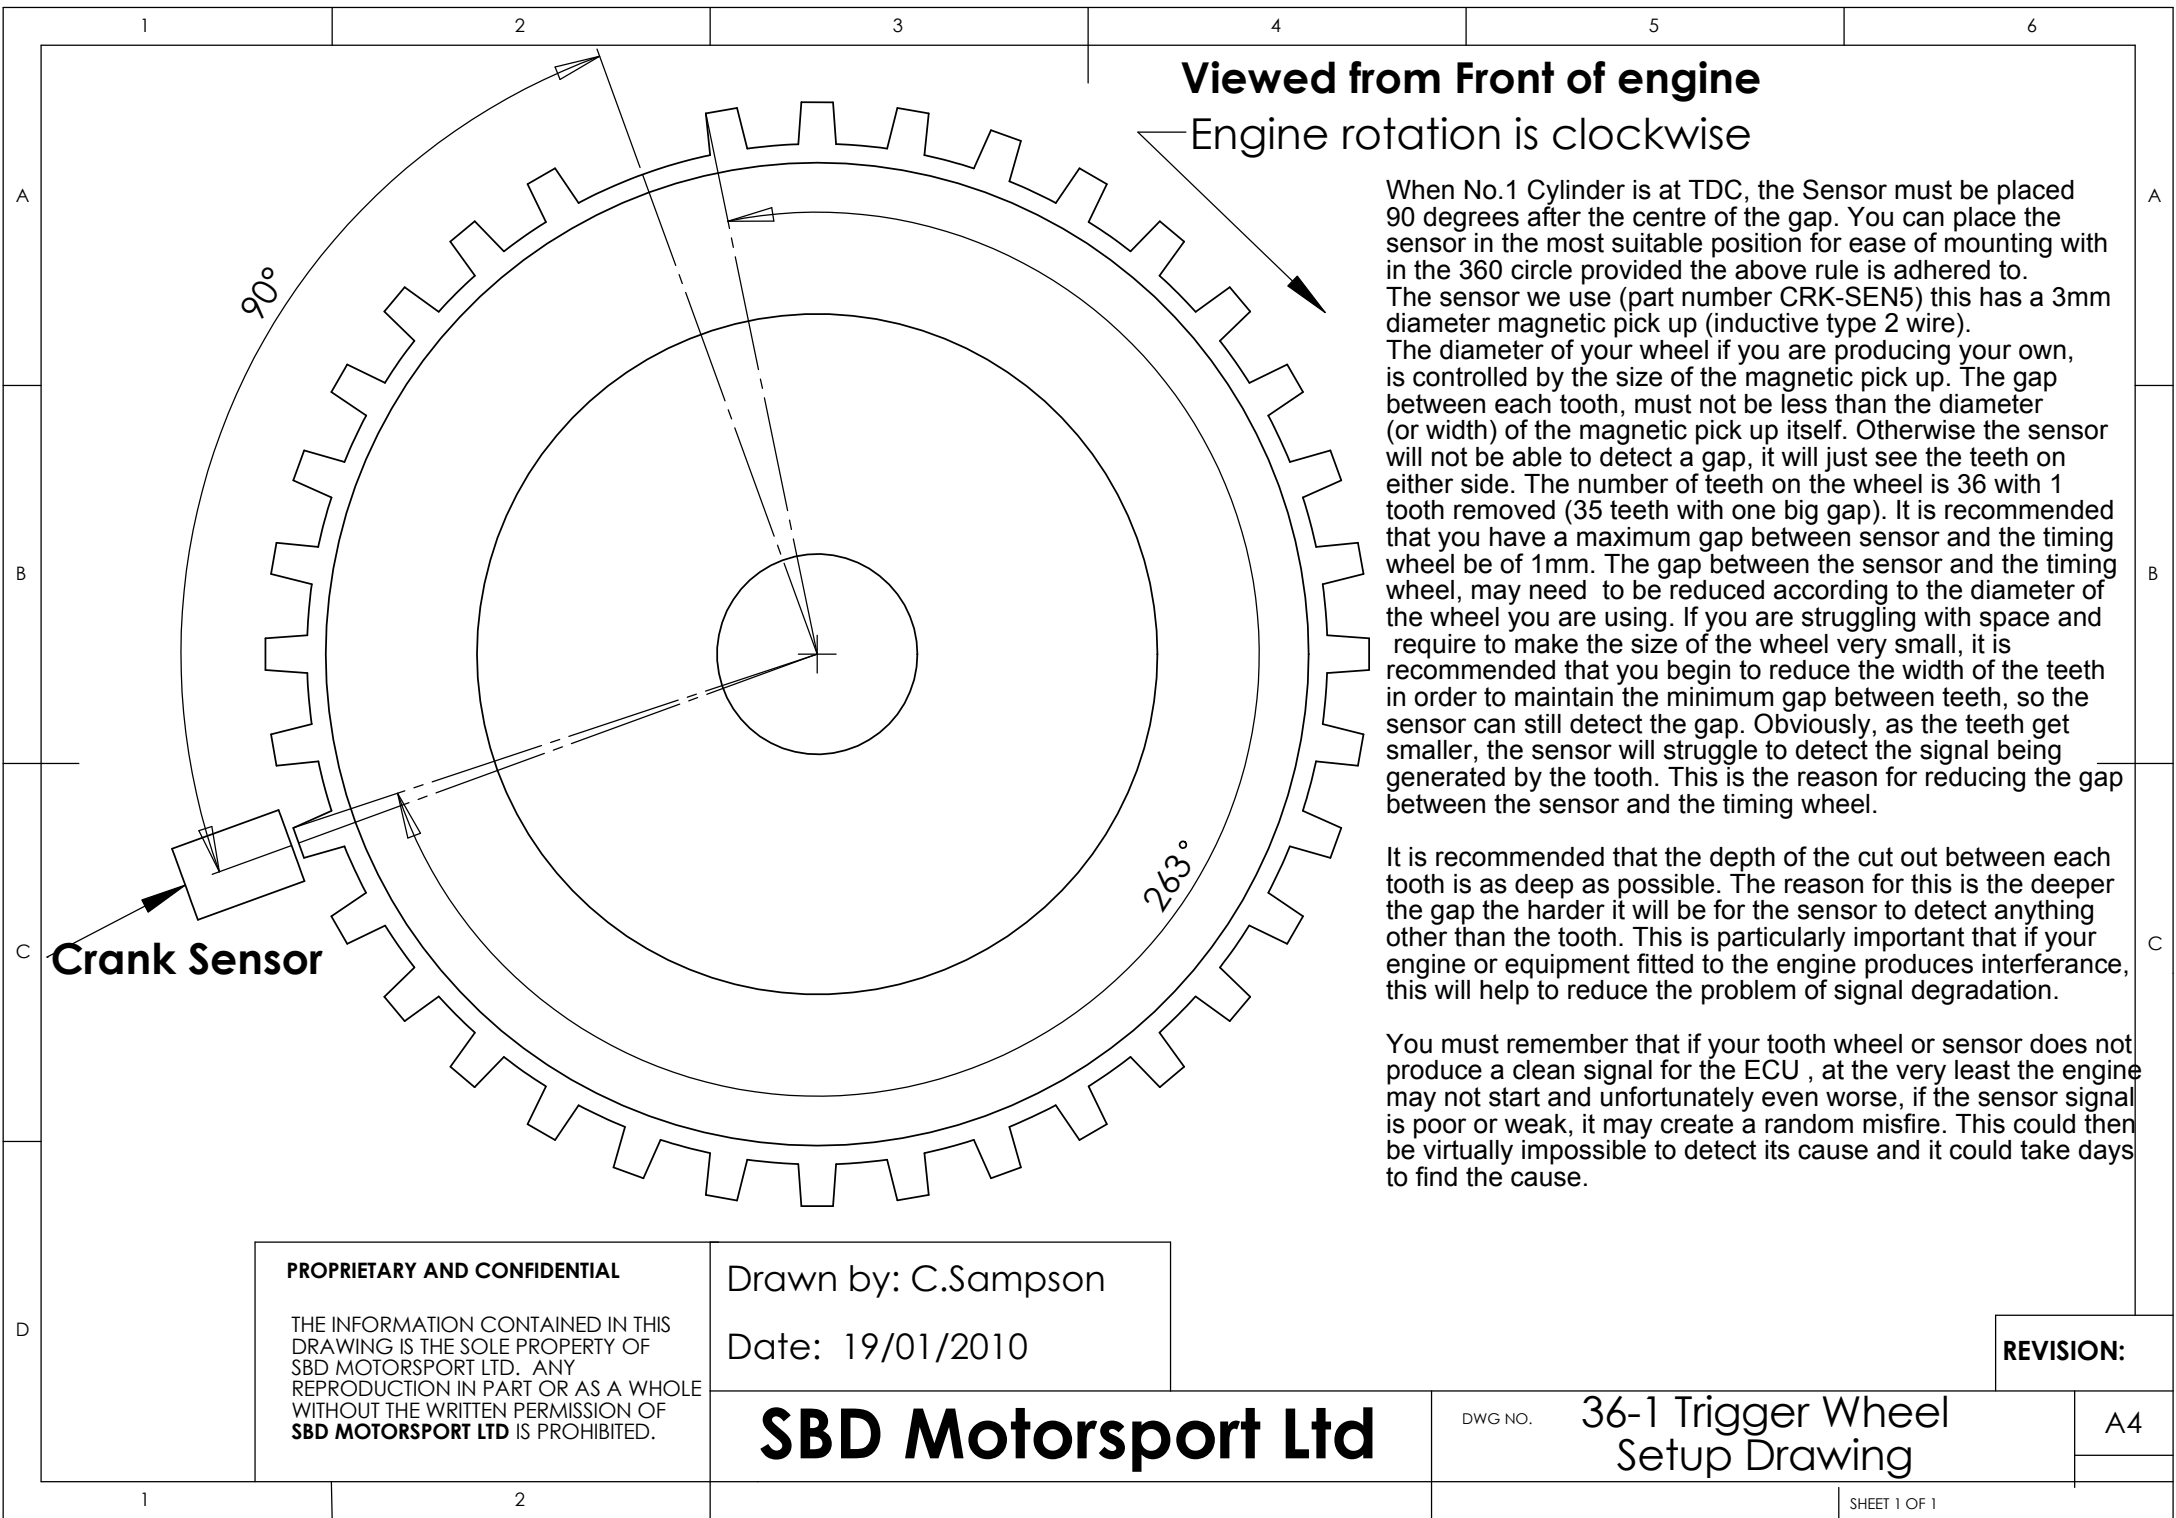 1 2 3 4 5 6
Viewed from Front of engine
Engine rotation is clockwise
A
A
When No.1 Cylinder is at TDC, the Sensor must be placed
90 degrees after the centre of the gap. You can place the
sensor in the most suitable position for ease of mounting with
in the 360 circle provided the above rule is adhered to.
The sensor we use (part number CRK-SEN5) this has a 3mm
diameter magnetic pick up (inductive type 2 wire).
The diameter of your wheel if you are producing your own,
is controlled by the size of the magnetic pick up. The gap
between each tooth, must not be less than the diameter
(or width) of the magnetic pick up itself. Otherwise the sensor
will not be able to detect a gap, it will just see the teeth on
either side. The number of teeth on the wheel is 36 with 1
tooth removed (35 teeth with one big gap). It is recommended
that you have a maximum gap between sensor and the timing
wheel be of 1mm. The gap between the sensor and the timing
wheel, may need to be reduced according to the diameter of
the wheel you are using. If you are struggling with space and
require to make the size of the wheel very small, it is
recommended that you begin to reduce the width of the teeth
in order to maintain the minimum gap between teeth, so the
sensor can still detect the gap. Obviously, as the teeth get
smaller, the sensor will struggle to detect the signal being
generated by the tooth. This is the reason for reducing the gap
between the sensor and the timing wheel.
It is recommended that the depth of the cut out between each
tooth is as deep as possible. The reason for this is the deeper
the gap the harder it will be for the sensor to detect anything
other than the tooth. This is particularly important that if your
engine or equipment fitted to the engine produces interferance,
this will help to reduce the problem of signal degradation.
You must remember that if your tooth wheel or sensor does not
produce a clean signal for the ECU , at the very least the engine
may not start and unfortunately even worse, if the sensor signal
is poor or weak, it may create a random misfire. This could then
be virtually impossible to detect its cause and it could take days
to find the cause.
90°
B
B
263°
Crank Sensor
C
C
D
PROPRIETARY AND CONFIDENTIAL
THE INFORMATION CONTAINED IN THIS
DRAWING IS THE SOLE PROPERTY OF
SBD MOTORSPORT LTD. ANY
REPRODUCTION IN PART OR AS A WHOLE
WITHOUT THE WRITTEN PERMISSION OF
SBD MOTORSPORT LTD IS PROHIBITED.
Drawn by: C.Sampson
Date: 19/01/2010
SBD Motorsport Ltd
REVISION:
DWG NO.
36-1 Trigger Wheel
Setup Drawing
A4
1 2
SHEET 1 OF 1